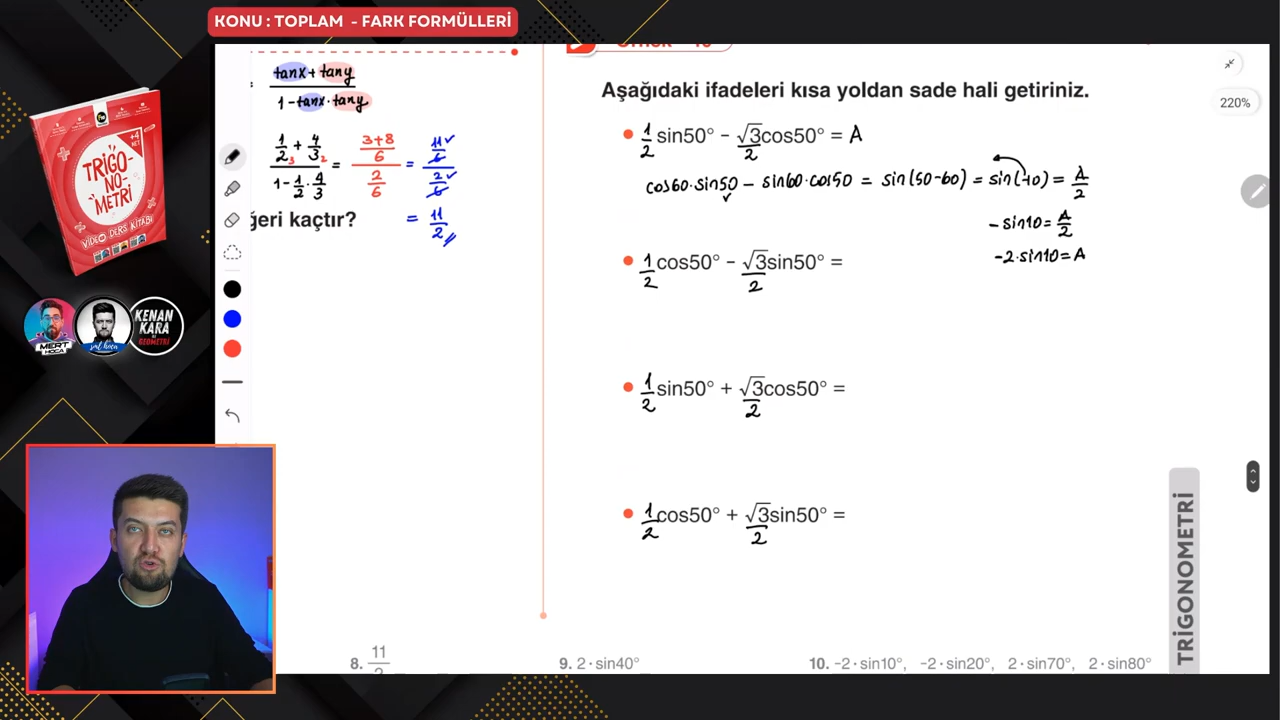 KONU : TOPLAM - FARK FORMÜLLERİ
= (tanx + tany) / (1 - tanx · tany)
(1/2 + 4/3) / (1 - 1/2 · 4/3) = ((3+8)/6) / (2/6) = (11/6) / (2/6)
ğeri kaçtır?
= 11/2
Aşağıdaki ifadeleri kısa yoldan sade hali getiriniz.
• 1/2 sin50° - √3/2 cos50° = A
cos60·sin50 - sin60·cos50 = sin(50-60) = sin(-10) = A/2
-sin10 = A/2
-2·sin10 = A
• 1/2 cos50° - √3/2 sin50° =
• 1/2 sin50° + √3/2 cos50° =
• 1/2 cos50° + √3/2 sin50° =
8. 11/2
9. 2 · sin40°
10. -2 · sin10°, -2 · sin20°, 2 · sin70°, 2 · sin80°
TRİGONOMETRİ
220%
+4 NET
TRİGO-
NO-
METRİ
VİDEO DERS KİTABI
MERT HOCA
KENAN
KARA
GEOMETRİ